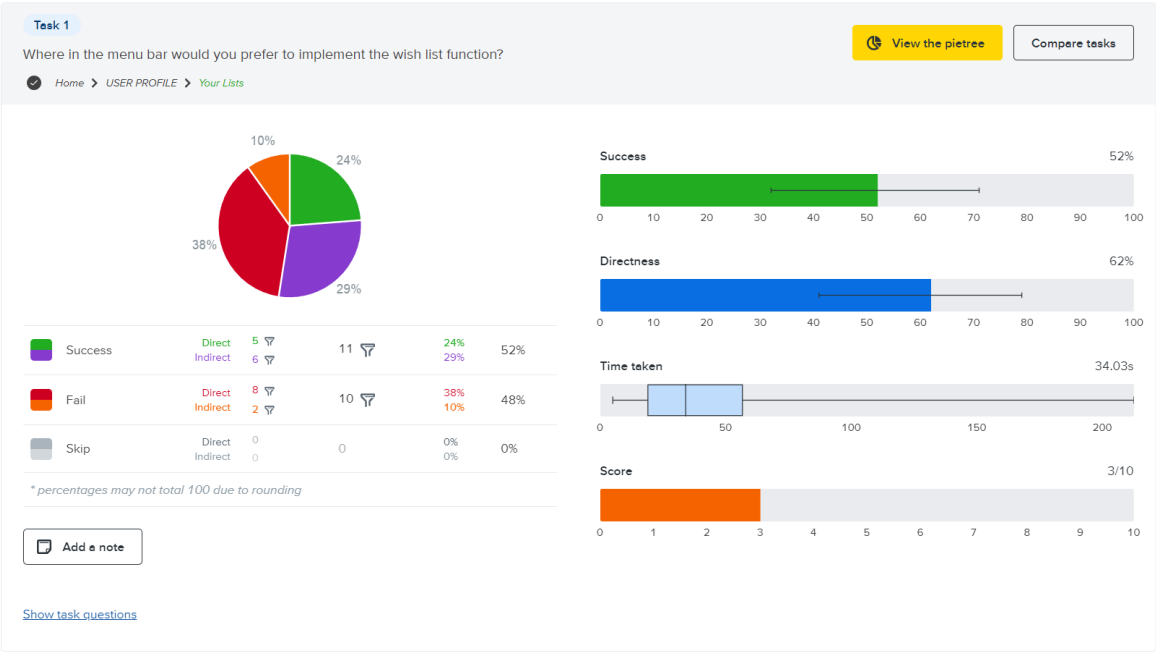 Task 1
Where in the menu bar would you prefer to implement the wish list function?
Home > USER PROFILE > Your Lists
View the pietree
Compare tasks
10%
24%
38%
29%
Success Direct 5 11 24% 52%
Indirect 6 29%
Fail Direct 8 10 38% 48%
Indirect 2 10%
Skip Direct 0 0 0% 0%
Indirect 0 0%
* percentages may not total 100 due to rounding
Add a note
Show task questions
Success 52%
0 10 20 30 40 50 60 70 80 90 100
Directness 62%
0 10 20 30 40 50 60 70 80 90 100
Time taken 34.03s
0 50 100 150 200
Score 3/10
0 1 2 3 4 5 6 7 8 9 10